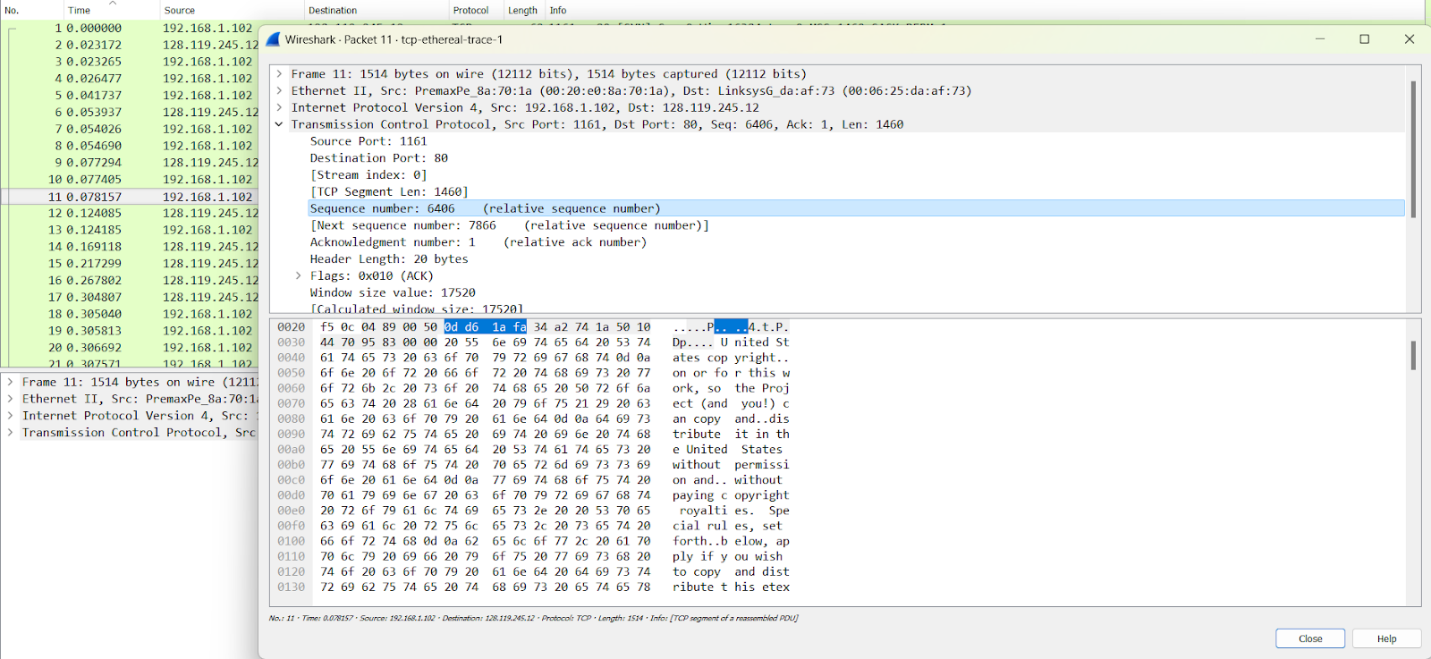 No. Time Source Destination Protocol Length Info
1 0.000000 192.168.1.102
2 0.023172 128.119.245.12
3 0.023265 192.168.1.102
4 0.026477 192.168.1.102
5 0.041737 192.168.1.102
6 0.053937 128.119.245.12
7 0.054026 192.168.1.102
8 0.054690 192.168.1.102
9 0.077294 128.119.245.12
10 0.077405 192.168.1.102
11 0.078157 192.168.1.102
12 0.124085 128.119.245.12
13 0.124185 192.168.1.102
14 0.169118 128.119.245.12
15 0.217299 128.119.245.12
16 0.267802 128.119.245.12
17 0.304807 128.119.245.12
18 0.305040 192.168.1.102
19 0.305813 192.168.1.102
20 0.306692 192.168.1.102
21 0.307571 192.168.1.102
Frame 11: 1514 bytes on wire (1211
Ethernet II, Src: PremaxPe_8a:70:1a
Internet Protocol Version 4, Src:
Transmission Control Protocol, Src
Wireshark · Packet 11 · tcp-ethereal-trace-1
Frame 11: 1514 bytes on wire (12112 bits), 1514 bytes captured (12112 bits)
Ethernet II, Src: PremaxPe_8a:70:1a (00:20:e0:8a:70:1a), Dst: LinksysG_da:af:73 (00:06:25:da:af:73)
Internet Protocol Version 4, Src: 192.168.1.102, Dst: 128.119.245.12
Transmission Control Protocol, Src Port: 1161, Dst Port: 80, Seq: 6406, Ack: 1, Len: 1460
Source Port: 1161
Destination Port: 80
[Stream index: 0]
[TCP Segment Len: 1460]
Sequence number: 6406 (relative sequence number)
[Next sequence number: 7866 (relative sequence number)]
Acknowledgment number: 1 (relative ack number)
Header Length: 20 bytes
Flags: 0x010 (ACK)
Window size value: 17520
[Calculated window size: 17520]
0020 f5 0c 04 89 00 50 0d d6 1a fa 34 a2 74 1a 50 10 .....P.. ..4.t.P.
0030 44 70 95 83 00 00 20 55 6e 69 74 65 64 20 53 74 Dp.... U nited St
0040 61 74 65 73 20 63 6f 70 79 72 69 67 68 74 0d 0a ates cop yright..
0050 6f 6e 20 6f 72 20 66 6f 72 20 74 68 69 73 20 77 on or fo r this w
0060 6f 72 6b 2c 20 73 6f 20 74 68 65 20 50 72 6f 6a ork, so the Proj
0070 65 63 74 20 28 61 6e 64 20 79 6f 75 21 29 20 63 ect (and you!) c
0080 61 6e 20 63 6f 70 79 20 61 6e 64 0d 0a 64 69 73 an copy and..dis
0090 74 72 69 62 75 74 65 20 69 74 20 69 6e 20 74 68 tribute it in th
00a0 65 20 55 6e 69 74 65 64 20 53 74 61 74 65 73 20 e United States
00b0 77 69 74 68 6f 75 74 20 70 65 72 6d 69 73 73 69 without permissi
00c0 6f 6e 20 61 6e 64 0d 0a 77 69 74 68 6f 75 74 20 on and.. without
00d0 70 61 79 69 6e 67 20 63 6f 70 79 72 69 67 68 74 paying c opyright
00e0 20 72 6f 79 61 6c 74 69 65 73 2e 20 20 53 70 65 royalti es. Spe
00f0 63 69 61 6c 20 72 75 6c 65 73 2c 20 73 65 74 20 cial rul es, set
0100 66 6f 72 74 68 0d 0a 62 65 6c 6f 77 2c 20 61 70 forth..b elow, ap
0110 70 6c 79 20 69 66 20 79 6f 75 20 77 69 73 68 20 ply if y ou wish
0120 74 6f 20 63 6f 70 79 20 61 6e 64 20 64 69 73 74 to copy and dist
0130 72 69 62 75 74 65 20 74 68 69 73 20 65 74 65 78 ribute t his etex
No.: 11 · Time: 0.078157 · Source: 192.168.1.102 · Destination: 128.119.245.12 · Protocol: TCP · Length: 1514 · Info: [TCP segment of a reassembled PDU]
Close Help